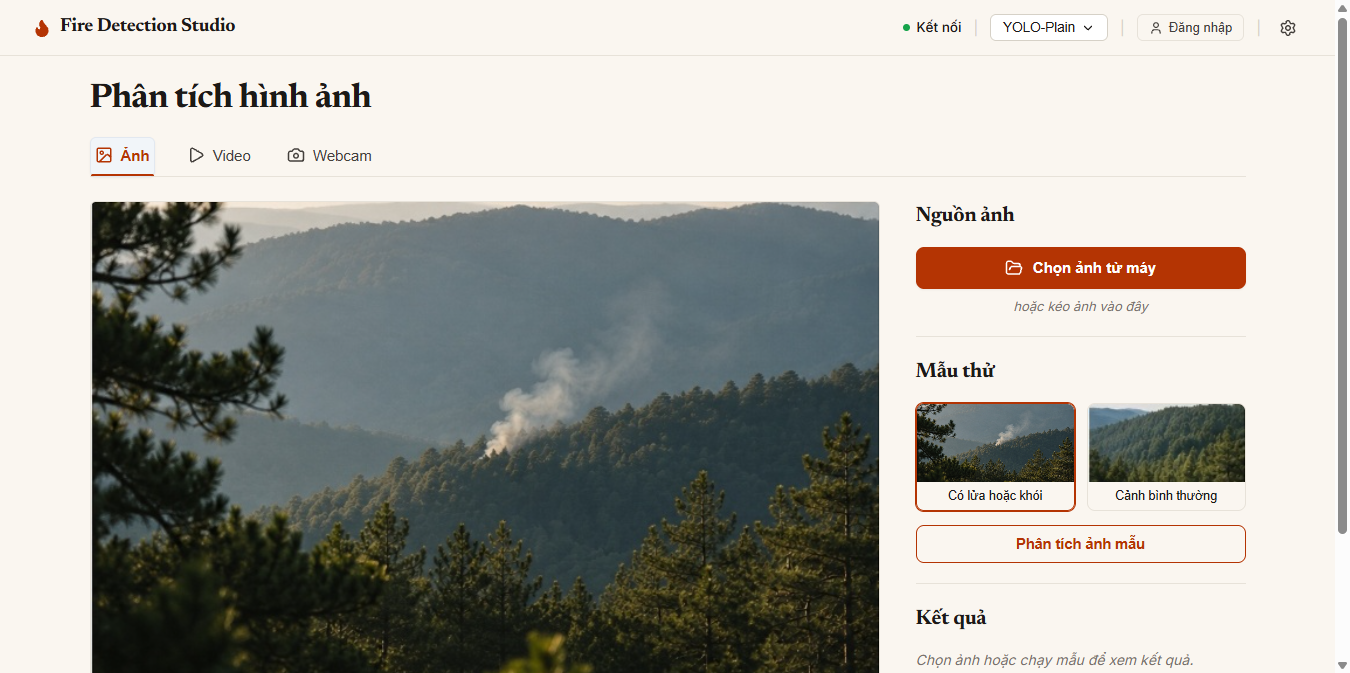 Fire Detection Studio
Kết nối
YOLO-Plain
Đăng nhập
Phân tích hình ảnh
Ảnh
Video
Webcam
Nguồn ảnh
Chọn ảnh từ máy
hoặc kéo ảnh vào đây
Mẫu thử
Có lửa hoặc khói
Cảnh bình thường
Phân tích ảnh mẫu
Kết quả
Chọn ảnh hoặc chạy mẫu để xem kết quả.